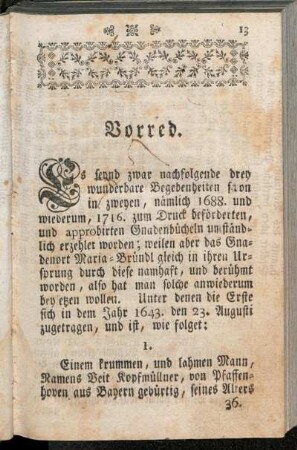 13
Vorred.
Es seynd zwar nachfolgende drey
wunderbare Begebenheiten schon
in zweyen, nämlich 1688. und
wiederum, 1716. zum Druck beförderten,
und approbirten Gnadenbücheln umständ-
lich erzehlet worden; weilen aber das Gna-
denort Maria-Bründl gleich in ihren Ur-
sprung durch diese namhaft, und berühmt
worden, also hat man solche anwiederum
beysetzen wollen. Unter denen die Erste
sich in dem Jahr 1643. den 23. Augusti
zugetragen, und ist, wie folget:
1.
Einem krummen, und lahmen Mann,
Namens Veit Kopfmüllner, von Pfaffen-
hoven aus Bayern gebürtig, seines Alters
36.